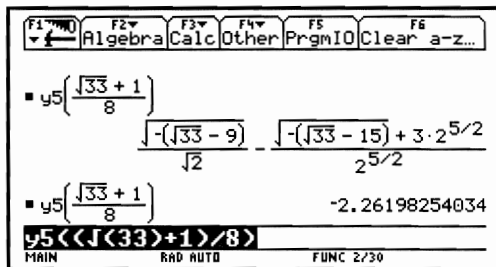 F1 F2 F3 F4 F5 F6
Algebra Calc Other PrgmIO Clear a-z…
▪ y5((√33 + 1)/8)
√(-(√33 - 9))/√2 - (√(-(√33 - 15)) + 3·2^(5/2))/2^(5/2)
▪ y5((√33 + 1)/8) -2.26198254034
y5((√(33)+1)/8)
MAIN RAD AUTO FUNC 2/30